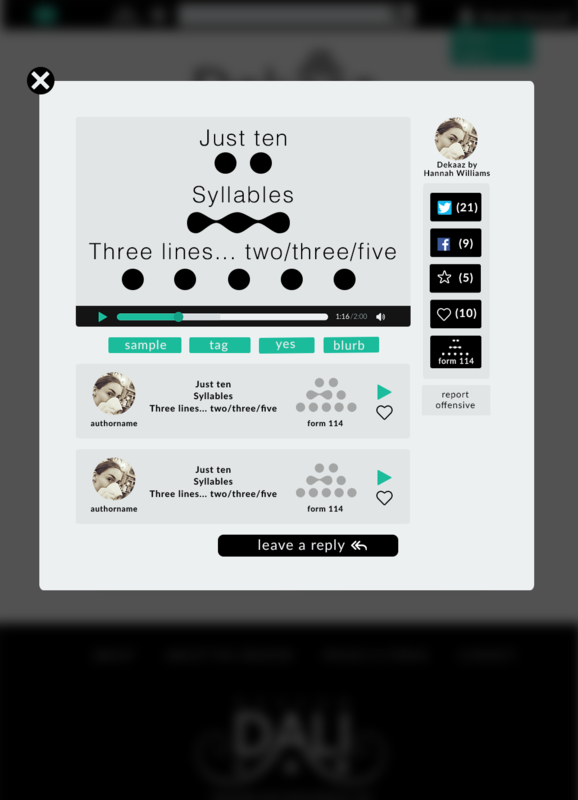 Just ten
Syllables
Three lines... two/three/five
1:16/2:00
sample
tag
yes
blurb
Dekaaz by
Hannah Williams
(21)
(9)
(5)
(10)
form 114
report
offensive
Just ten
Syllables
Three lines... two/three/five
authorname
form 114
Just ten
Syllables
Three lines... two/three/five
authorname
form 114
leave a reply
DALI